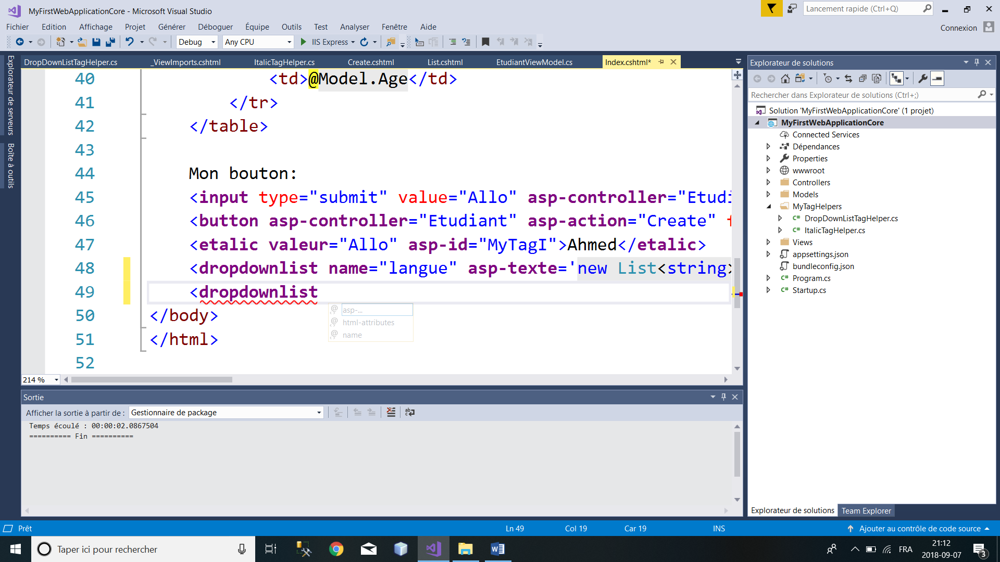 MyFirstWebApplicationCore - Microsoft Visual Studio
Lancement rapide (Ctrl+Q)
Fichier Edition Affichage Projet Générer Déboguer Équipe Outils Test Analyser Fenêtre Aide
Connexion
Debug Any CPU IIS Express
Explorateur de serveurs
Boîte à outils
DropDownListTagHelper.cs _ViewImports.cshtml ItalicTagHelper.cs Create.cshtml List.cshtml EtudiantViewModel.cs Index.cshtml*
40 <td>@Model.Age</td>
41 </tr>
42 </table>
43
44 Mon bouton:
45 <input type="submit" value="Allo" asp-controller="Etudi
46 <button asp-controller="Etudiant" asp-action="Create" f
47 <etalic valeur="Allo" asp-id="MyTagI">Ahmed</etalic>
48 <dropdownlist name="langue" asp-texte='new List<string>
49 <dropdownlist
asp-...
html-attributes
name
50 </body>
51 </html>
52
214 %
Sortie
Afficher la sortie à partir de : Gestionnaire de package
Temps écoulé : 00:00:02.0867504
========== Fin ==========
Explorateur de solutions
Rechercher dans Explorateur de solutions (Ctrl+;)
Solution 'MyFirstWebApplicationCore' (1 projet)
MyFirstWebApplicationCore
Connected Services
Dépendances
Properties
wwwroot
Controllers
Models
MyTagHelpers
C# DropDownListTagHelper.cs
C# ItalicTagHelper.cs
Views
appsettings.json
bundleconfig.json
C# Program.cs
C# Startup.cs
Explorateur de solutions Team Explorer
Prêt Ln 49 Col 19 Car 19 INS Ajouter au contrôle de code source
Taper ici pour rechercher
FRA
21:12
2018-09-07
3